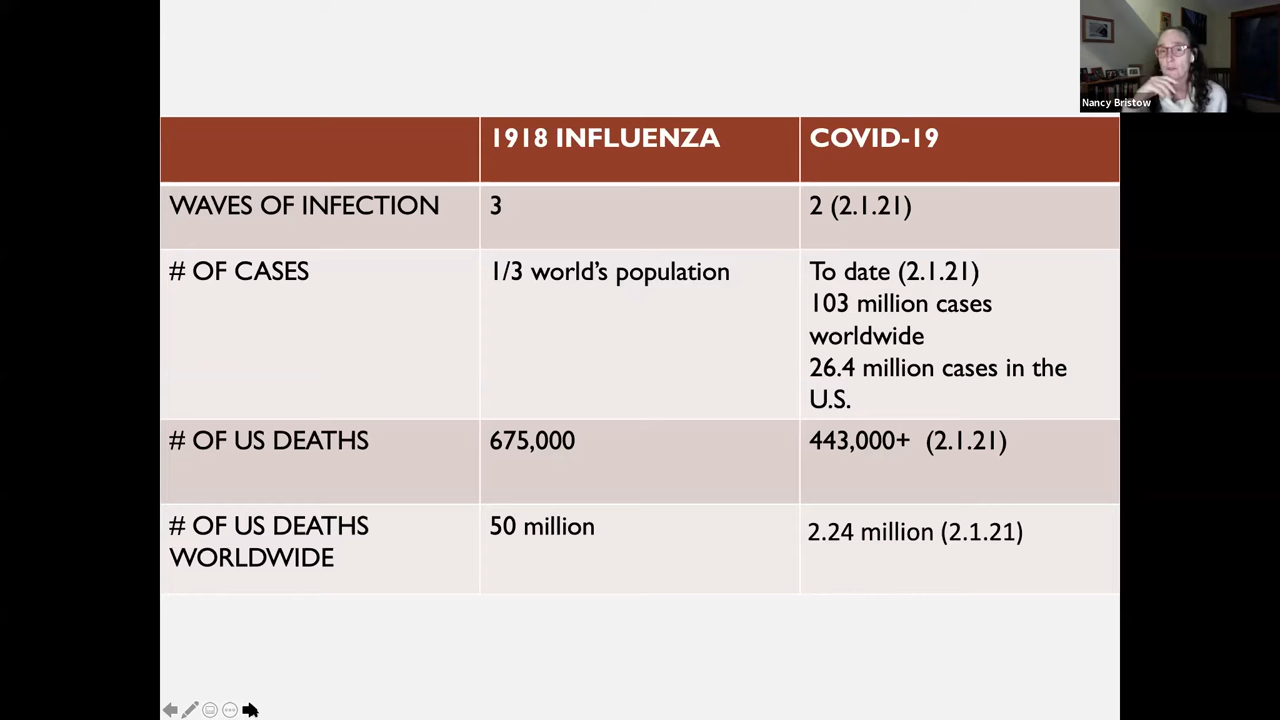 Nancy Bristow
1918 INFLUENZA
COVID-19
WAVES OF INFECTION
3
2 (2.1.21)
# OF CASES
1/3 world's population
To date (2.1.21)
103 million cases
worldwide
26.4 million cases in the
U.S.
# OF US DEATHS
675,000
443,000+ (2.1.21)
# OF US DEATHS
WORLDWIDE
50 million
2.24 million (2.1.21)